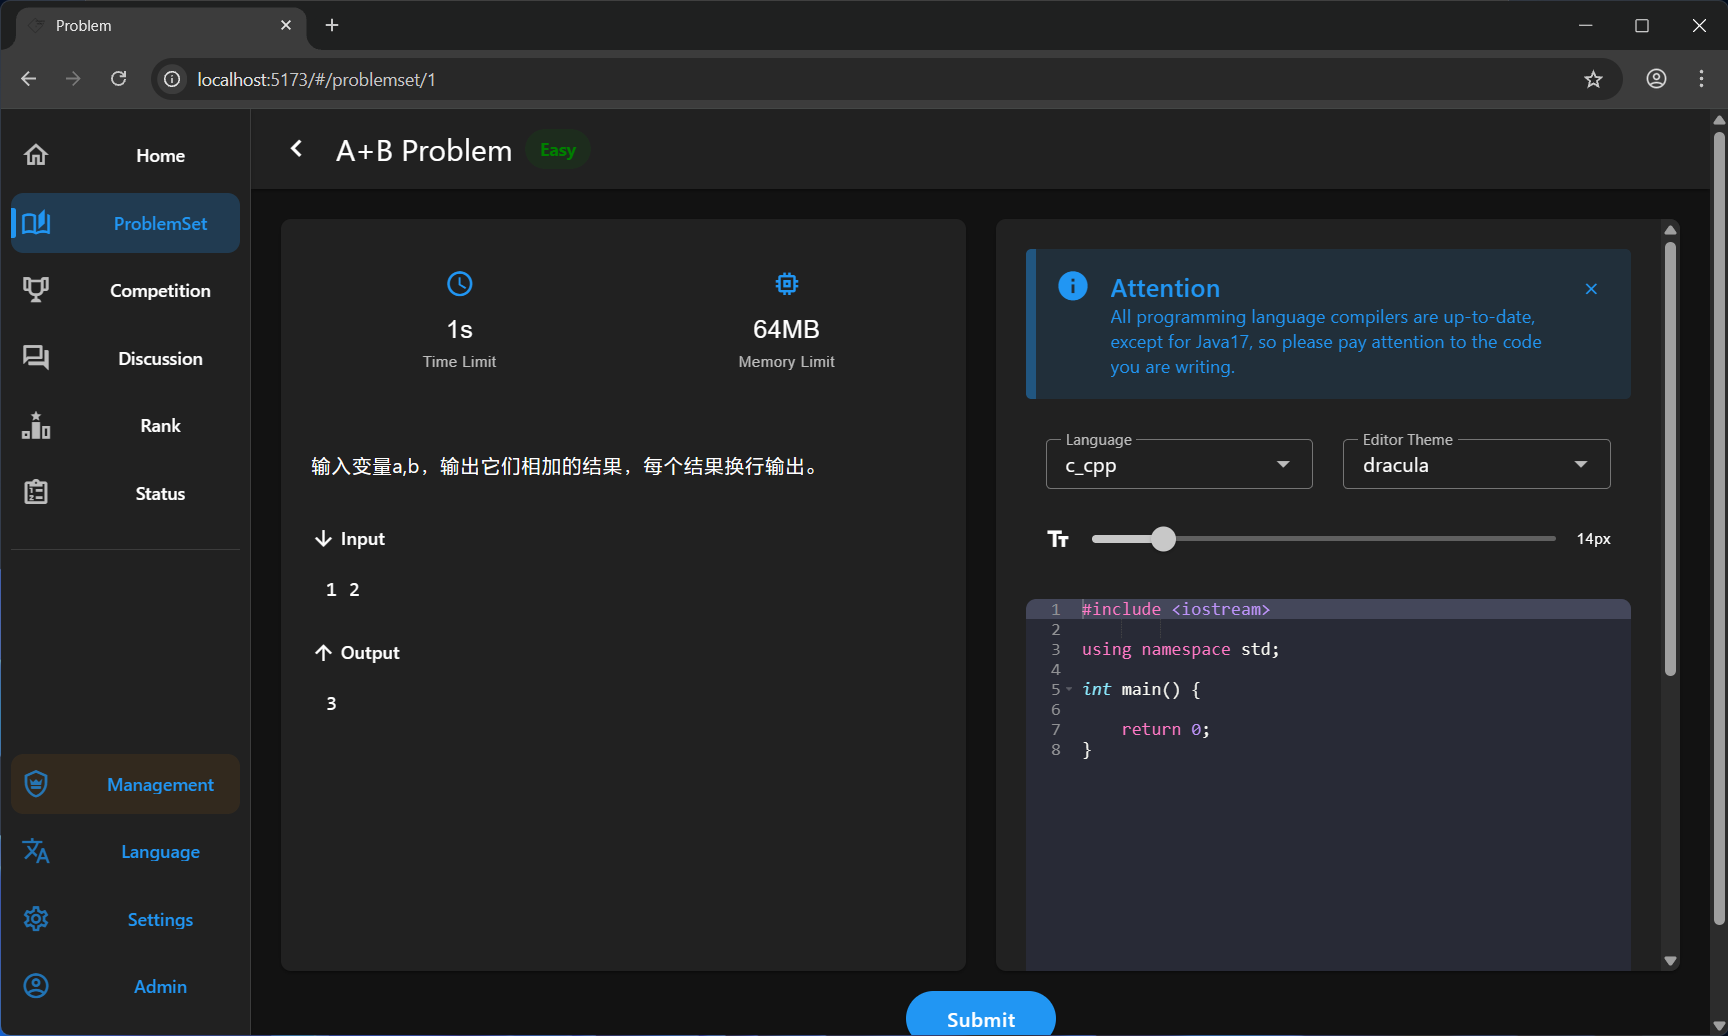 Problem
localhost:5173/#/problemset/1
Home
ProblemSet
Competition
Discussion
Rank
Status
Management
Language
Settings
Admin
A+B Problem Easy
1s
Time Limit
64MB
Memory Limit
输入变量a,b，输出它们相加的结果，每个结果换行输出。
Input
1 2
Output
3
Attention
All programming language compilers are up-to-date,
except for Java17, so please pay attention to the code
you are writing.
Language
c_cpp
Editor Theme
dracula
14px
1 #include <iostream>
2
3 using namespace std;
4
5 int main() {
6
7     return 0;
8 }
Submit